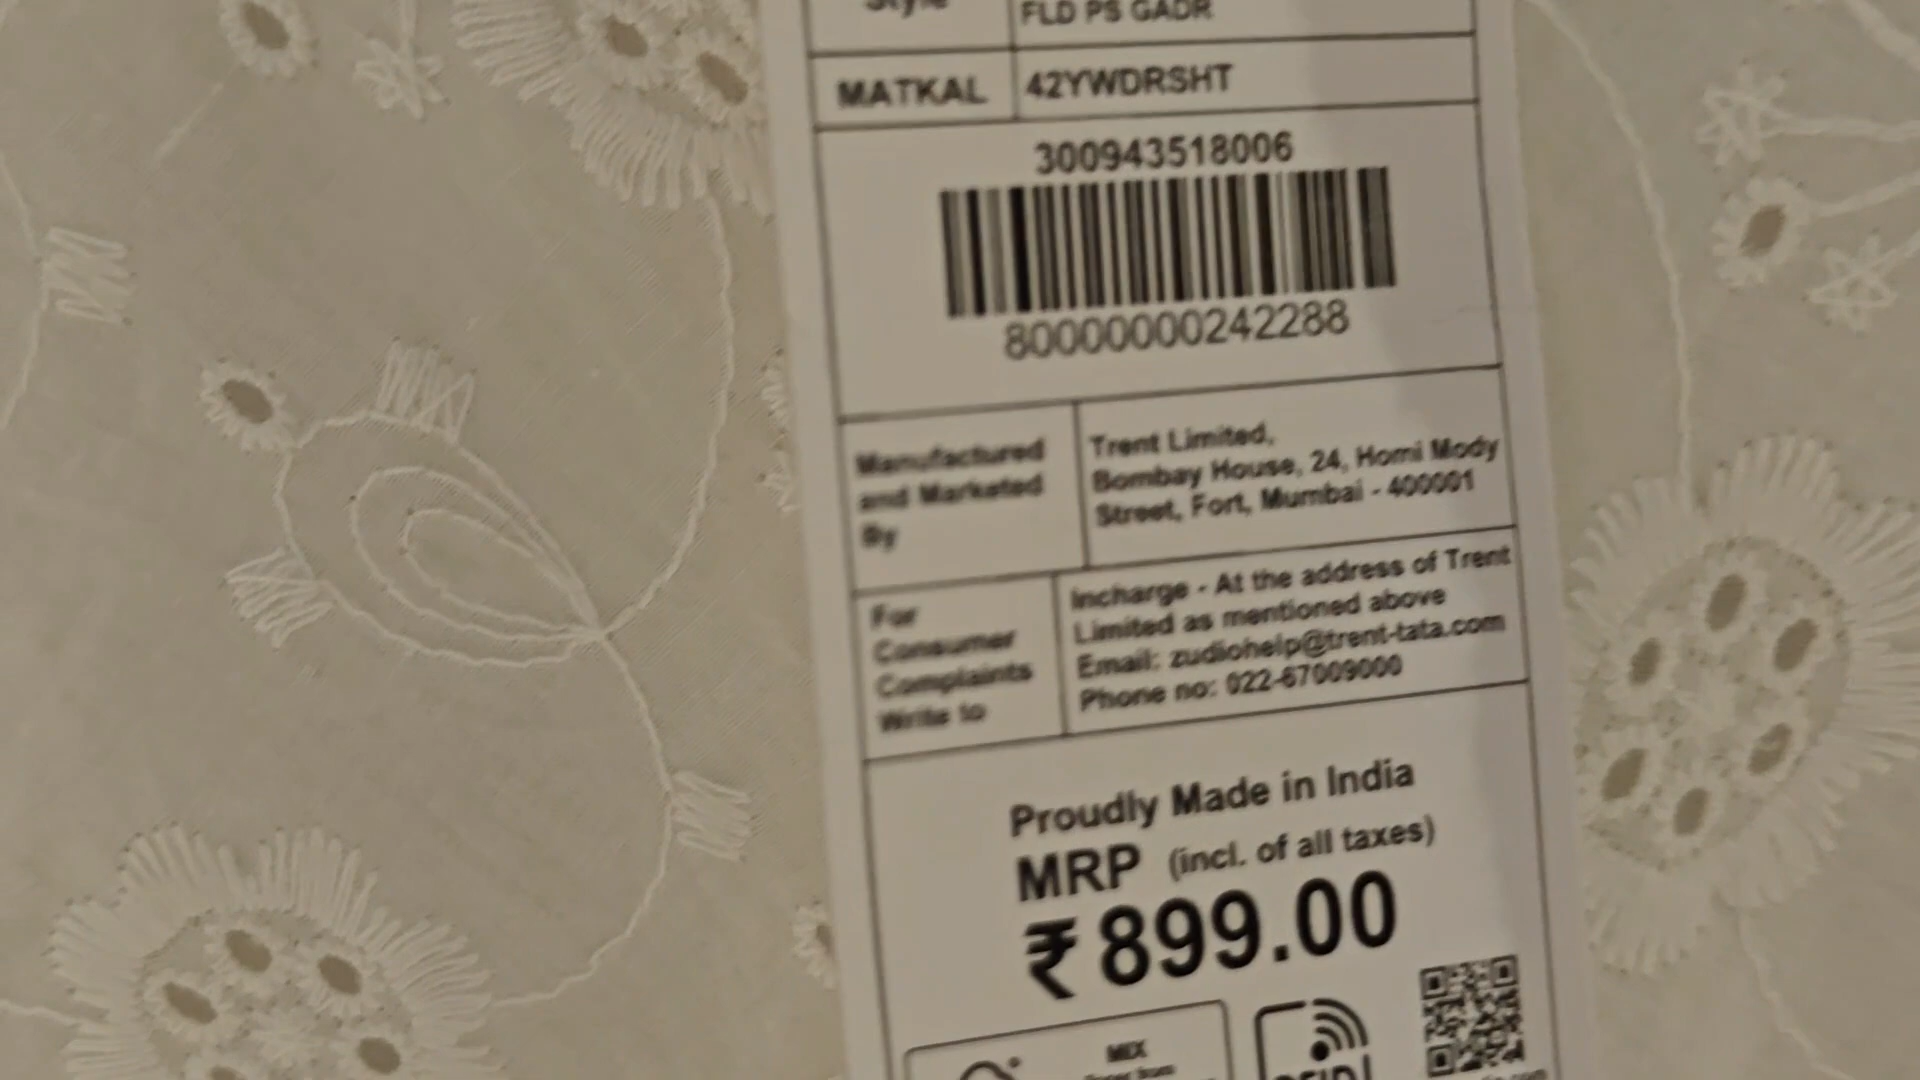 Style
FLD PS GADR
MATKAL
42YWDRSHT
300943518006
80000000242288
Manufactured
and Marketed
By
Trent Limited,
Bombay House, 24, Homi Mody
Street, Fort, Mumbai - 400001
For
Consumer
Complaints
Write to
Incharge - At the address of Trent
Limited as mentioned above
Email: zudiohelp@trent-tata.com
Phone no: 022-67009000
Proudly Made in India
MRP (incl. of all taxes)
₹ 899.00
MIX